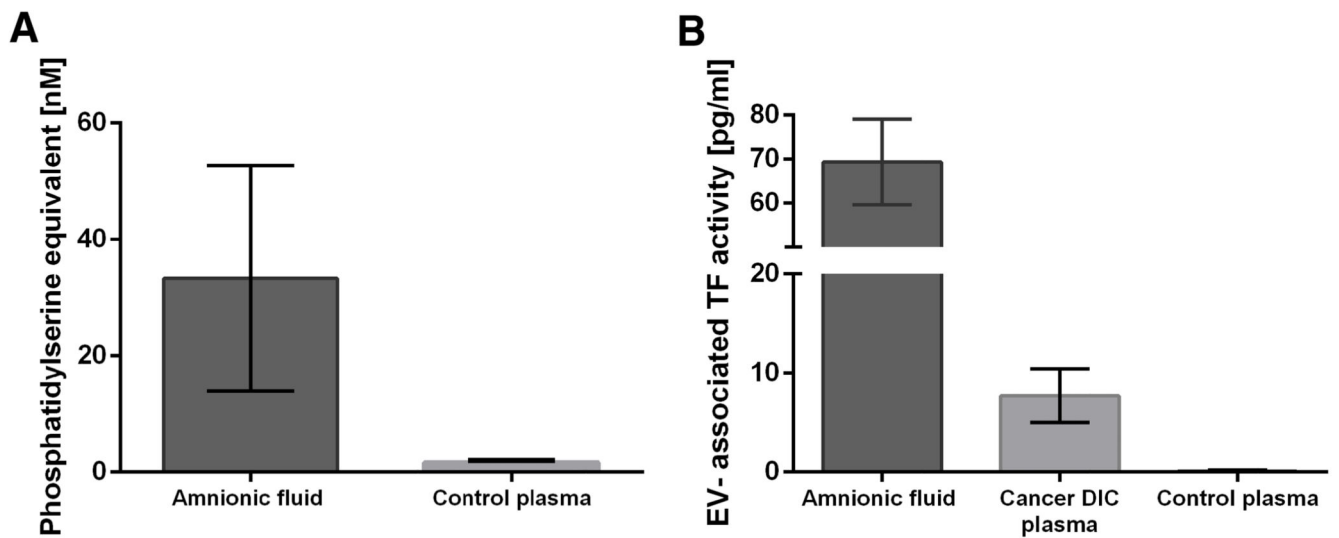 A
Phosphatidylserine equivalent [nM]
60
40
20
0
Amnionic fluid
Control plasma
B
EV- associated TF activity [pg/ml]
80
70
60
20
10
0
Amnionic fluid
Cancer DIC
plasma
Control plasma